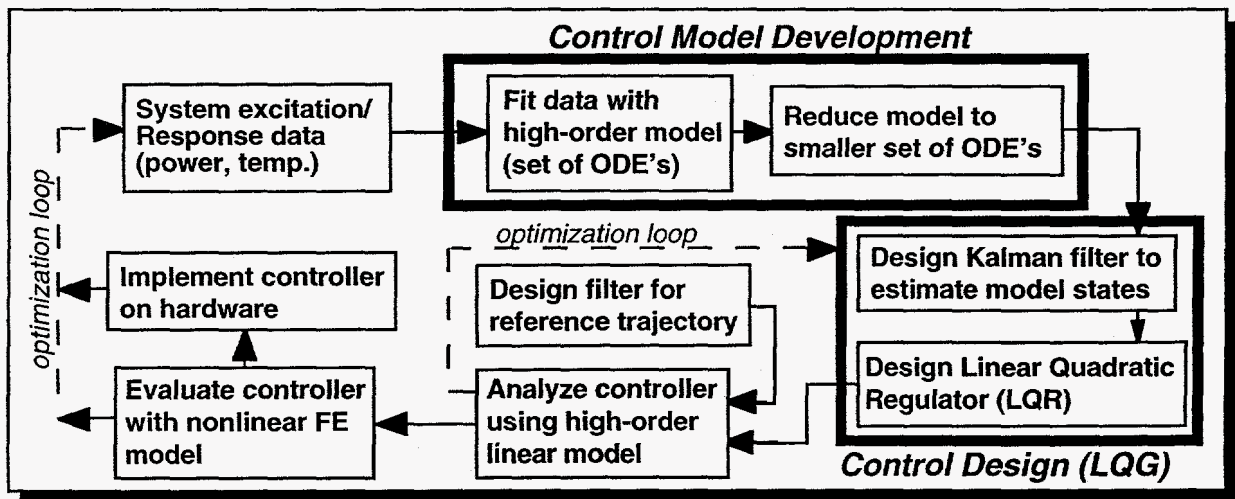 Control Model Development
System excitation/
Response data
(power, temp.)
Fit data with
high-order model
(set of ODE's)
Reduce model to
smaller set of ODE's
optimization loop
optimization loop
Implement controller
on hardware
Design filter for
reference trajectory
Design Kalman filter to
estimate model states
Evaluate controller
with nonlinear FE
model
Analyze controller
using high-order
linear model
Design Linear Quadratic
Regulator (LQR)
Control Design (LQG)